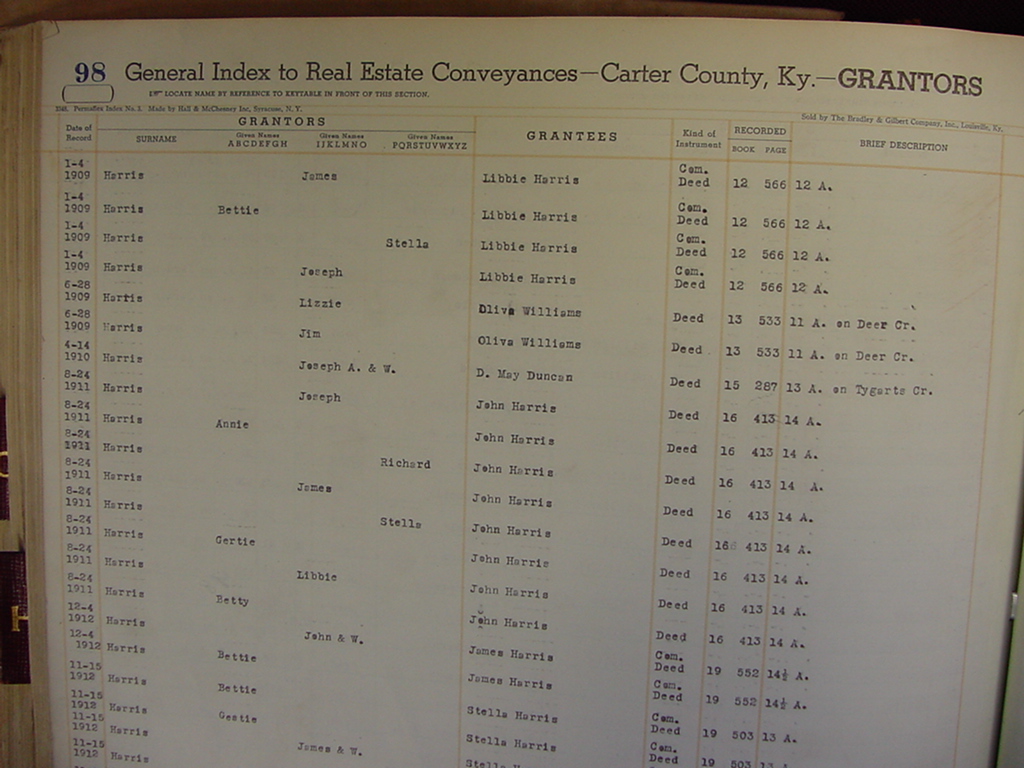 98 General Index to Real Estate Conveyances—Carter County, Ky.—GRANTORS
LOCATE NAME BY REFERENCE TO KEYTABLE IN FRONT OF THIS SECTION.
Permaflex Index No. 1. Made by Hall & McChesney Inc, Syracuse, N. Y.
Sold by The Bradley & Gilbert Company, Inc., Louisville, Ky.
Date of Record GRANTORS GRANTEES Kind of Instrument RECORDED BRIEF DESCRIPTION
SURNAME Given Names ABCDEFGH Given Names IJKLMNO Given Names PQRSTUVWXYZ BOOK PAGE
1-4 Com.
1909 Harris James Libbie Harris Deed 12 566 12 A.
1-4 Com.
1909 Harris Bettie Libbie Harris Deed 12 566 12 A.
1-4 Com.
1909 Harris Stella Libbie Harris Deed 12 566 12 A.
1-4 Com.
1909 Harris Joseph Libbie Harris Deed 12 566 12 A.
6-28
1909 Harris Lizzie Oliva Williams Deed 13 533 11 A. on Deer Cr.
6-28
1909 Harris Jim Oliva Williams Deed 13 533 11 A. on Deer Cr.
4-14
1910 Harris Joseph A. & W. D. May Duncan Deed 15 287 13 A. on Tygarts Cr.
8-24
1911 Harris Joseph John Harris Deed 16 413 14 A.
8-24
1911 Harris Annie John Harris Deed 16 413 14 A.
8-24
1911 Harris Richard John Harris Deed 16 413 14 A.
8-24
1911 Harris James John Harris Deed 16 413 14 A.
8-24
1911 Harris Stella John Harris Deed 16 413 14 A.
8-24
1911 Harris Gertie John Harris Deed 16 413 14 A.
8-24
1911 Harris Libbie John Harris Deed 16 413 14 A.
8-24
1911 Harris Betty John Harris Deed 16 413 14 A.
12-4 Com.
1912 Harris John & W. James Harris Deed 19 552 14½ A.
12-4 Com.
1912 Harris Bettie James Harris Deed 19 552 14½ A.
11-15 Com.
1912 Harris Bettie Stella Harris Deed 19 503 13 A.
11-15 Com.
1912 Harris Gestie Stella Harris Deed 19 503
11-15
1912 Harris James & W. Stella
11-15
1912 Harris